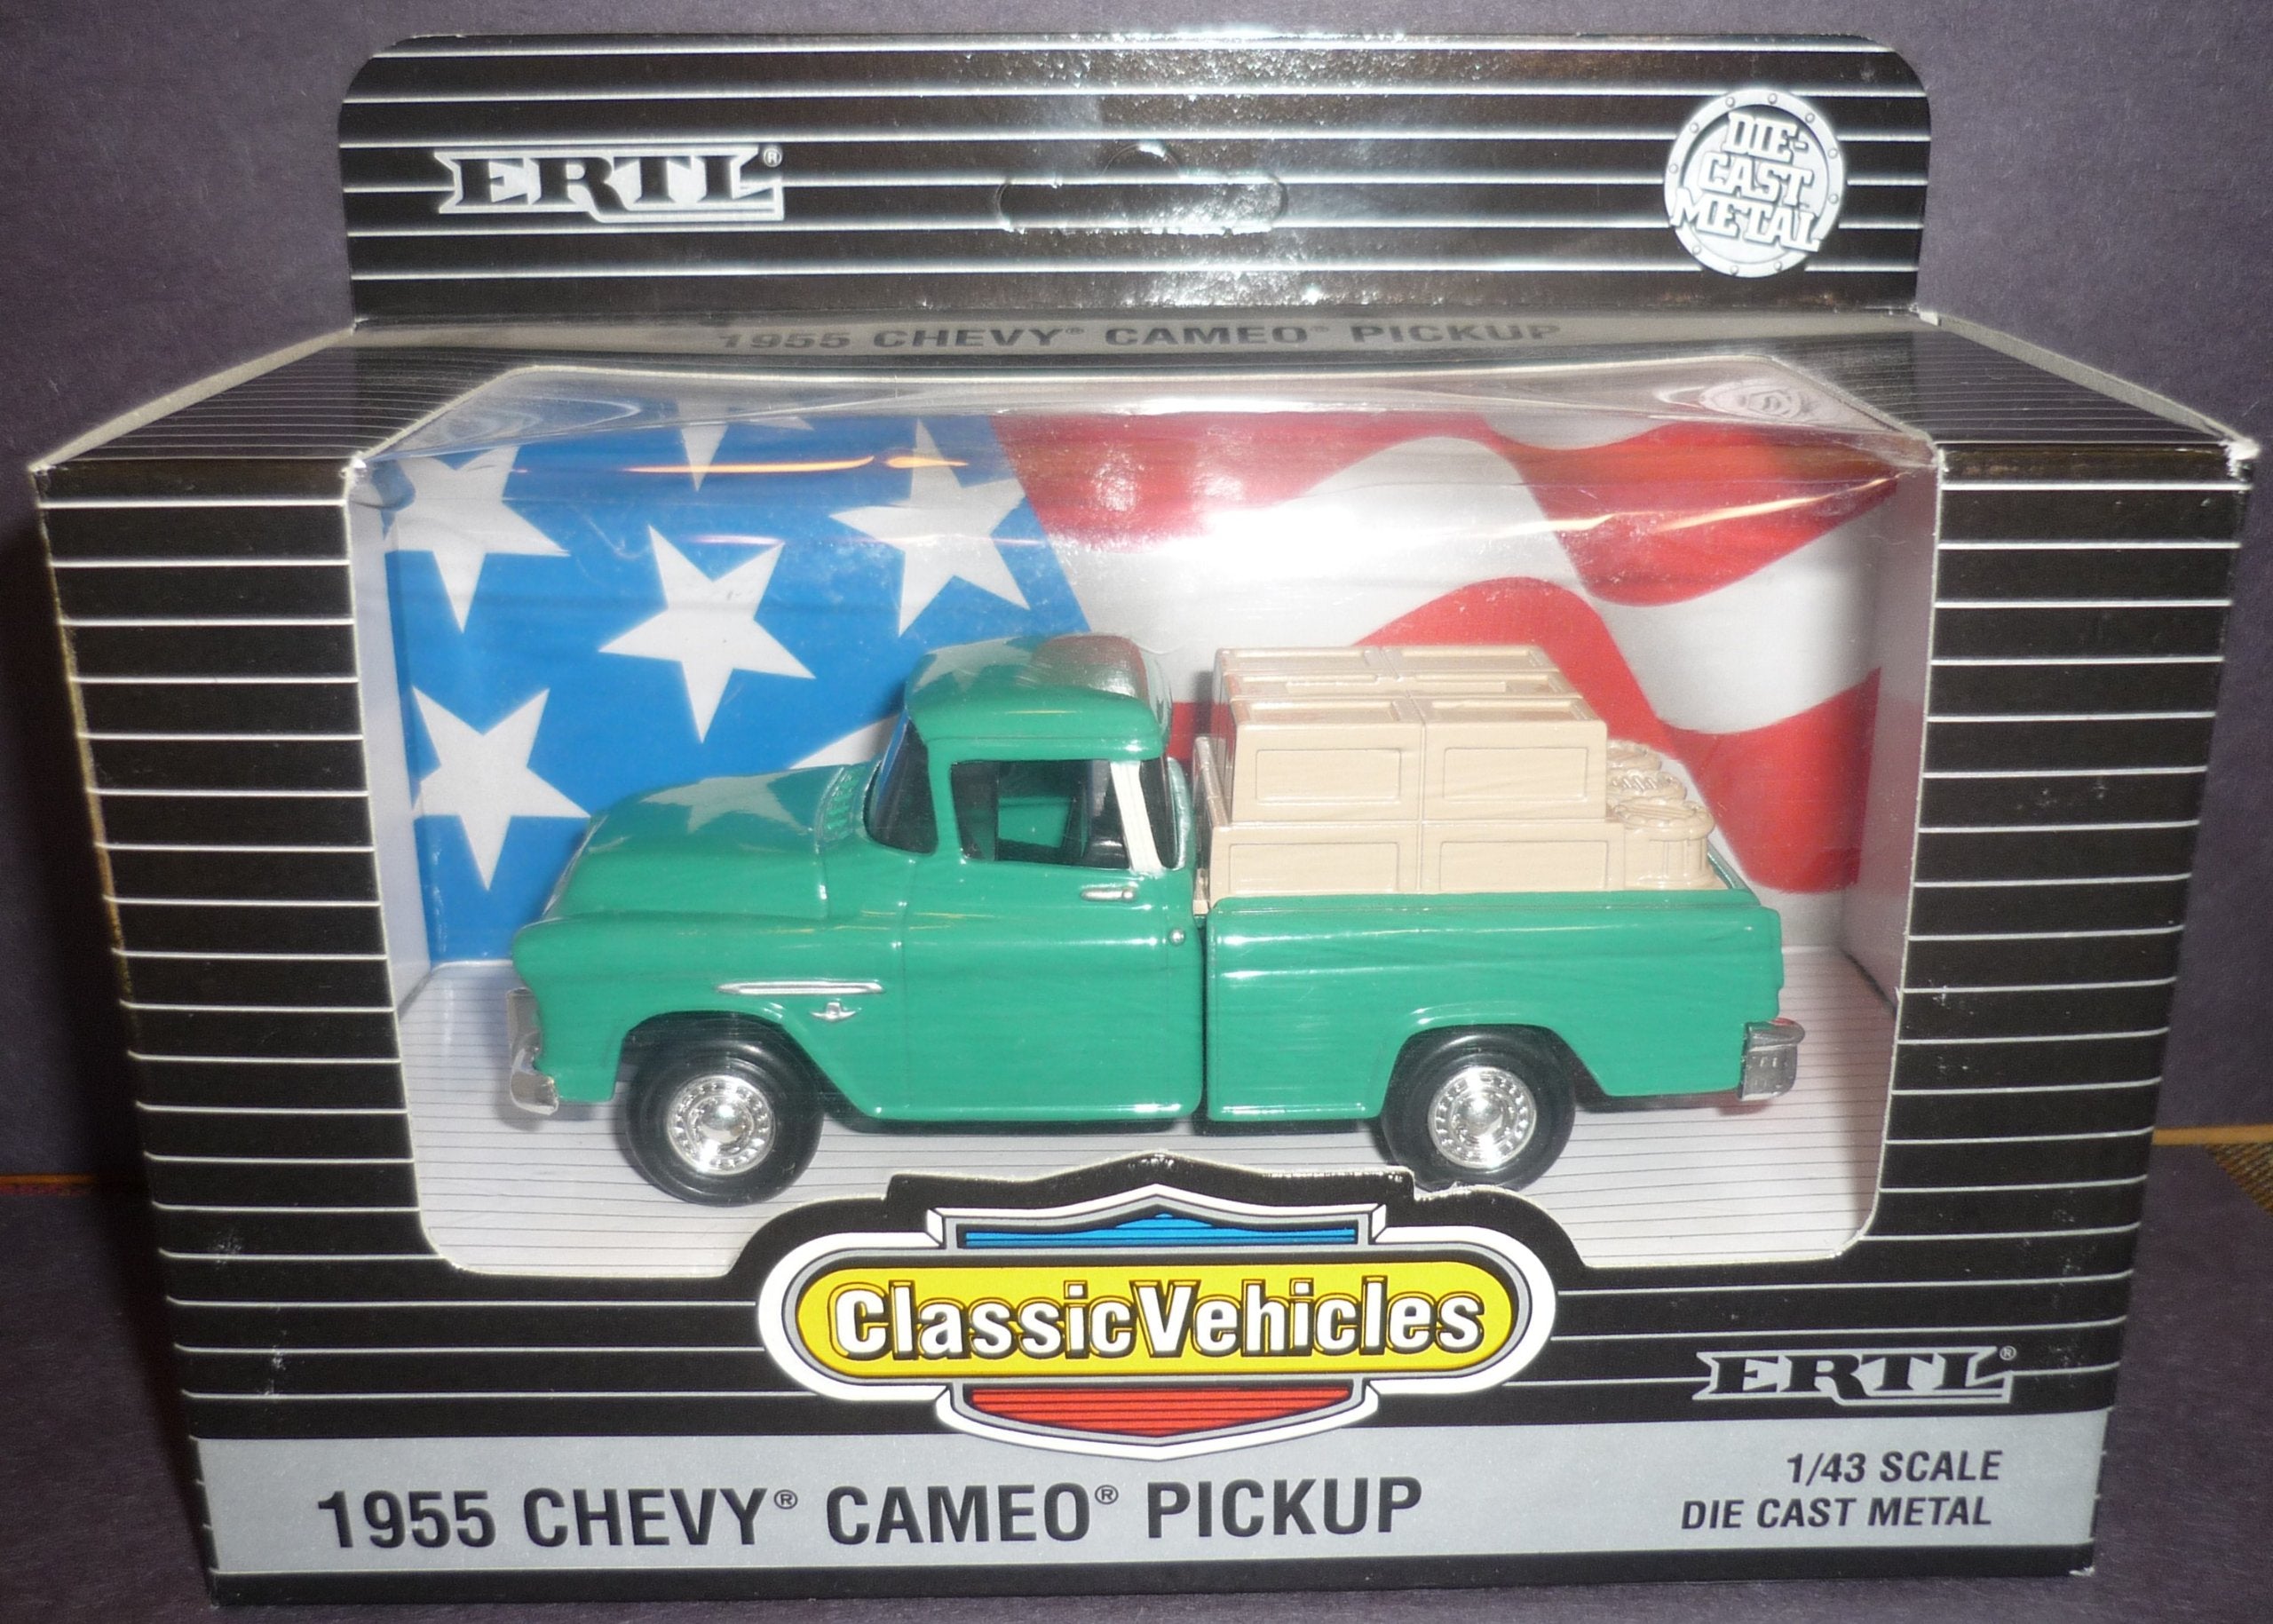 ERTL®
DIE-
CAST
METAL
1955 CHEVY® CAMEO® PICKUP
ClassicVehicles
ERTL®
1955 CHEVY® CAMEO® PICKUP
1/43 SCALE
DIE CAST METAL